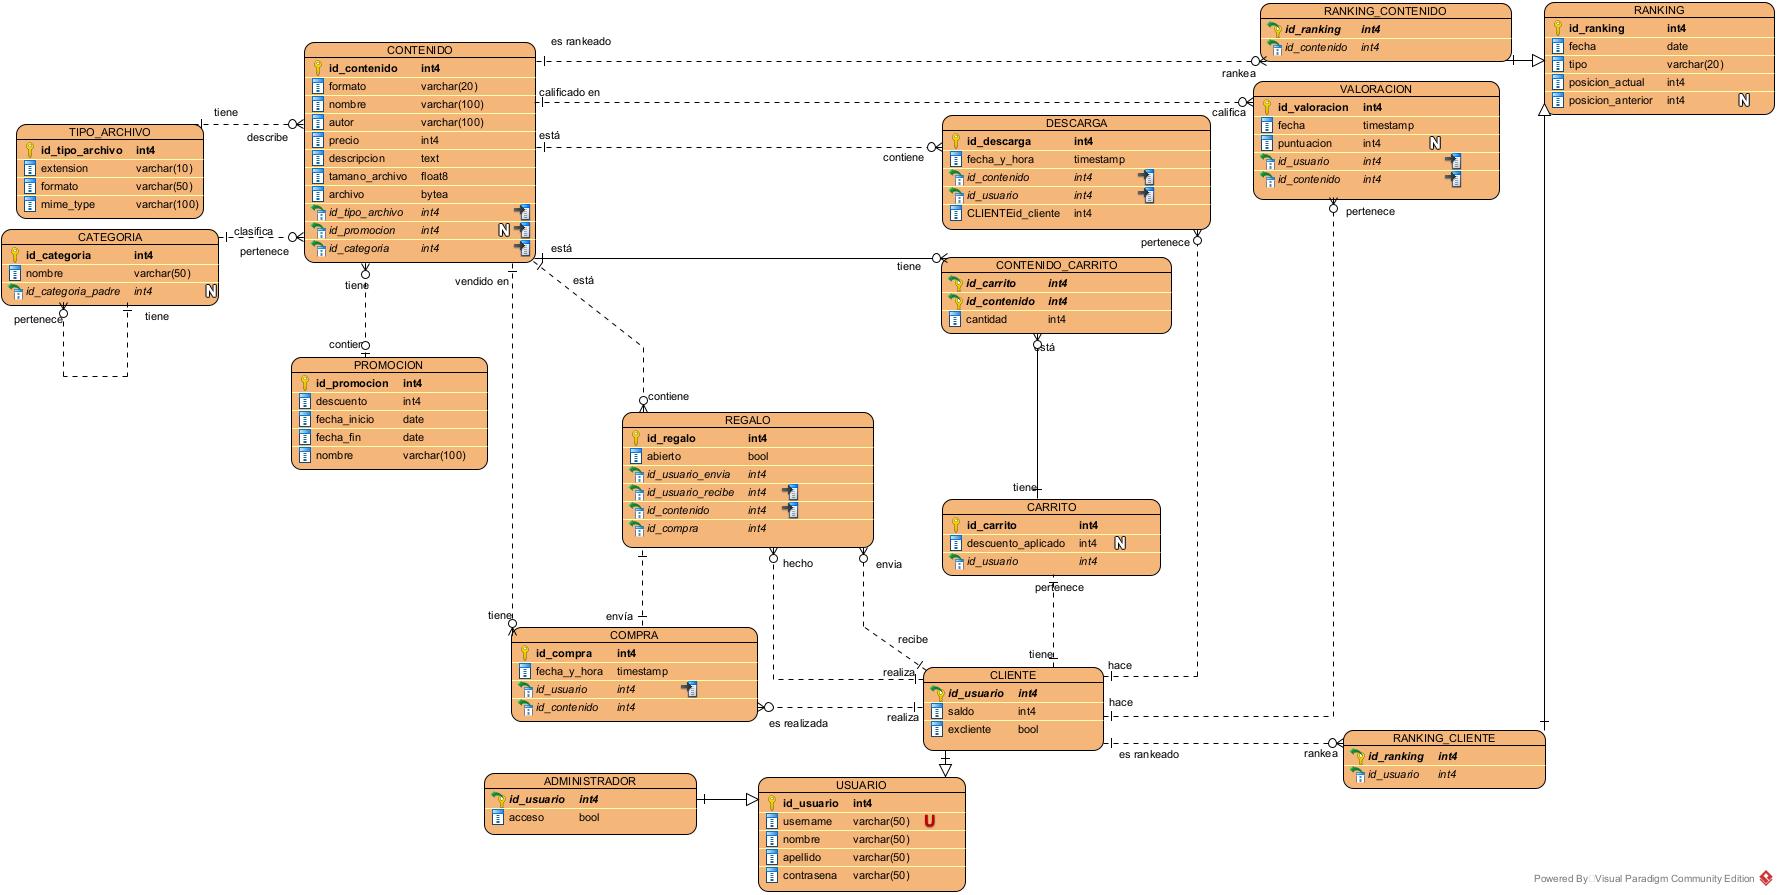 CONTENIDO
id_contenido int4
formato varchar(20)
nombre varchar(100)
autor varchar(100)
precio int4
descripcion text
tamano_archivo float8
archivo bytea
id_tipo_archivo int4
id_promocion int4 N
id_categoria int4
es rankeado
rankea
RANKING_CONTENIDO
id_ranking int4
id_contenido int4
RANKING
id_ranking int4
fecha date
tipo varchar(20)
posicion_actual int4
posicion_anterior int4 N
calificado en
califica
VALORACION
id_valoracion int4
fecha timestamp
puntuacion int4 N
id_usuario int4
id_contenido int4
pertenece
está
contiene
DESCARGA
id_descarga int4
fecha_y_hora timestamp
id_contenido int4
id_usuario int4
CLIENTEid_cliente int4
pertenece
tiene
describe
TIPO_ARCHIVO
id_tipo_archivo int4
extension varchar(10)
formato varchar(50)
mime_type varchar(100)
clasifica
pertenece
CATEGORIA
id_categoria int4
nombre varchar(50)
id_categoria_padre int4 N
pertenece
tiene
tiene
contien
PROMOCION
id_promocion int4
descuento int4
fecha_inicio date
fecha_fin date
nombre varchar(100)
vendido en
está
está
tiene
CONTENIDO_CARRITO
id_carrito int4
id_contenido int4
cantidad int4
está
tiene
CARRITO
id_carrito int4
descuento_aplicado int4 N
id_usuario int4
pertenece
tiene
contiene
REGALO
id_regalo int4
abierto bool
id_usuario_envia int4
id_usuario_recibe int4
id_contenido int4
id_compra int4
hecho
envia
envía
tiene
COMPRA
id_compra int4
fecha_y_hora timestamp
id_usuario int4
id_contenido int4
es realizada
realiza
realiza
recibe
CLIENTE
id_usuario int4
saldo int4
excliente bool
hace
hace
es rankeado
rankea
RANKING_CLIENTE
id_ranking int4
id_usuario int4
ADMINISTRADOR
id_usuario int4
acceso bool
USUARIO
id_usuario int4
username varchar(50) U
nombre varchar(50)
apellido varchar(50)
contrasena varchar(50)
Powered By Visual Paradigm Community Edition